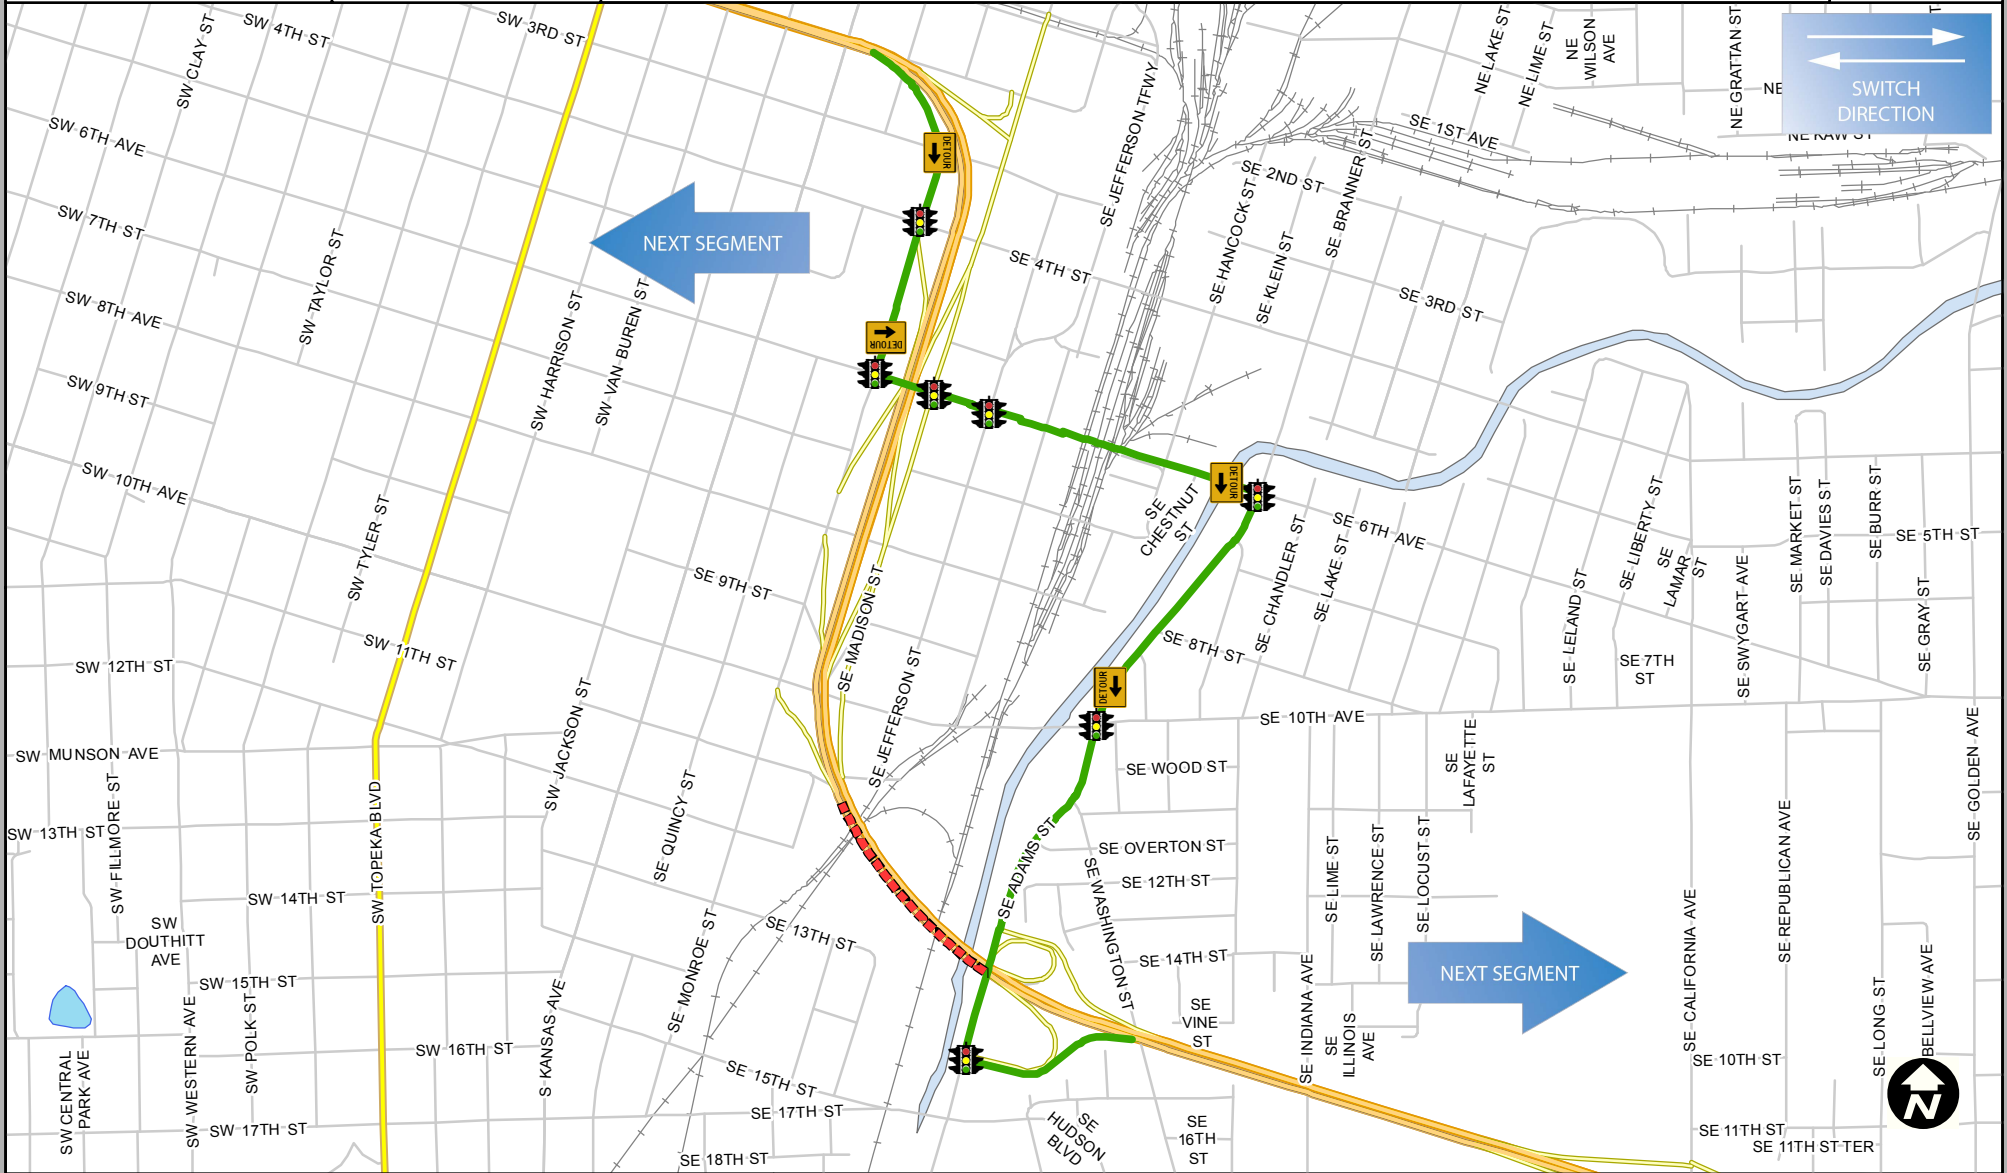 SW CLAY ST
SW 4TH ST
SW 3RD ST
NE LAKE ST
NE LIME ST
NE
WILSON
AVE
NE GRATTAN ST
NE
SWITCH
DIRECTION
NE KAW ST
SW 6TH AVE
SE JEFFERSON TFWY
SE 1ST AVE
DETOUR
SE 2ND ST
SE HANCOCK ST
SE BRANNER ST
SW 7TH ST
SW TAYLOR ST
NEXT SEGMENT
SE 4TH ST
SE KLEIN ST
SE 3RD ST
SW 8TH AVE
SW HARRISON ST
SW VAN BUREN ST
DETOUR
SW 9TH ST
SW 10TH AVE
SW TYLER ST
DETOUR
SE
CHESTNUT
ST
SE 6TH AVE
SE CHANDLER ST
SE LAKE ST
SE LIBERTY ST
SE
LAMAR
ST
SE MARKET ST
SE DAVIES ST
SE BURR ST
SE 5TH ST
SE 9TH ST
SE MADISON ST
SE LELAND ST
SE SWYGART AVE
SE GRAY ST
SW 11TH ST
SW 12TH ST
SE JEFFERSON ST
SE 8TH ST
SE 7TH
ST
DETOUR
SW JACKSON ST
SE 10TH AVE
SE
LAFAYETTE
ST
SE GOLDEN AVE
SW MUNSON AVE
SW FILLMORE ST
SW TOPEKA BLVD
SE QUINCY ST
SE WOOD ST
SW 13TH ST
SE ADAMS ST
SE OVERTON ST
SE WASHINGTON ST
SE 12TH ST
SE LIME ST
SE LAWRENCE ST
SE LOCUST ST
SE REPUBLICAN AVE
SW 14TH ST
SW
DOUTHITT
AVE
SE 13TH ST
SE MONROE ST
SE 14TH ST
SE CALIFORNIA AVE
NEXT SEGMENT
SW 15TH ST
SW WESTERN AVE
SW POLK ST
S KANSAS AVE
SE
VINE
ST
SE INDIANA AVE
SE
ILLINOIS
AVE
SE LONG ST
BELLVIEW AVE
SW 16TH ST
SW CENTRAL
PARK AVE
SE 15TH ST
SE 10TH ST
N
SE 17TH ST
SW 17TH ST
SE
HUDSON
BLVD
SE
16TH
ST
SE 11TH ST
SE 11TH ST TER
SE 18TH ST